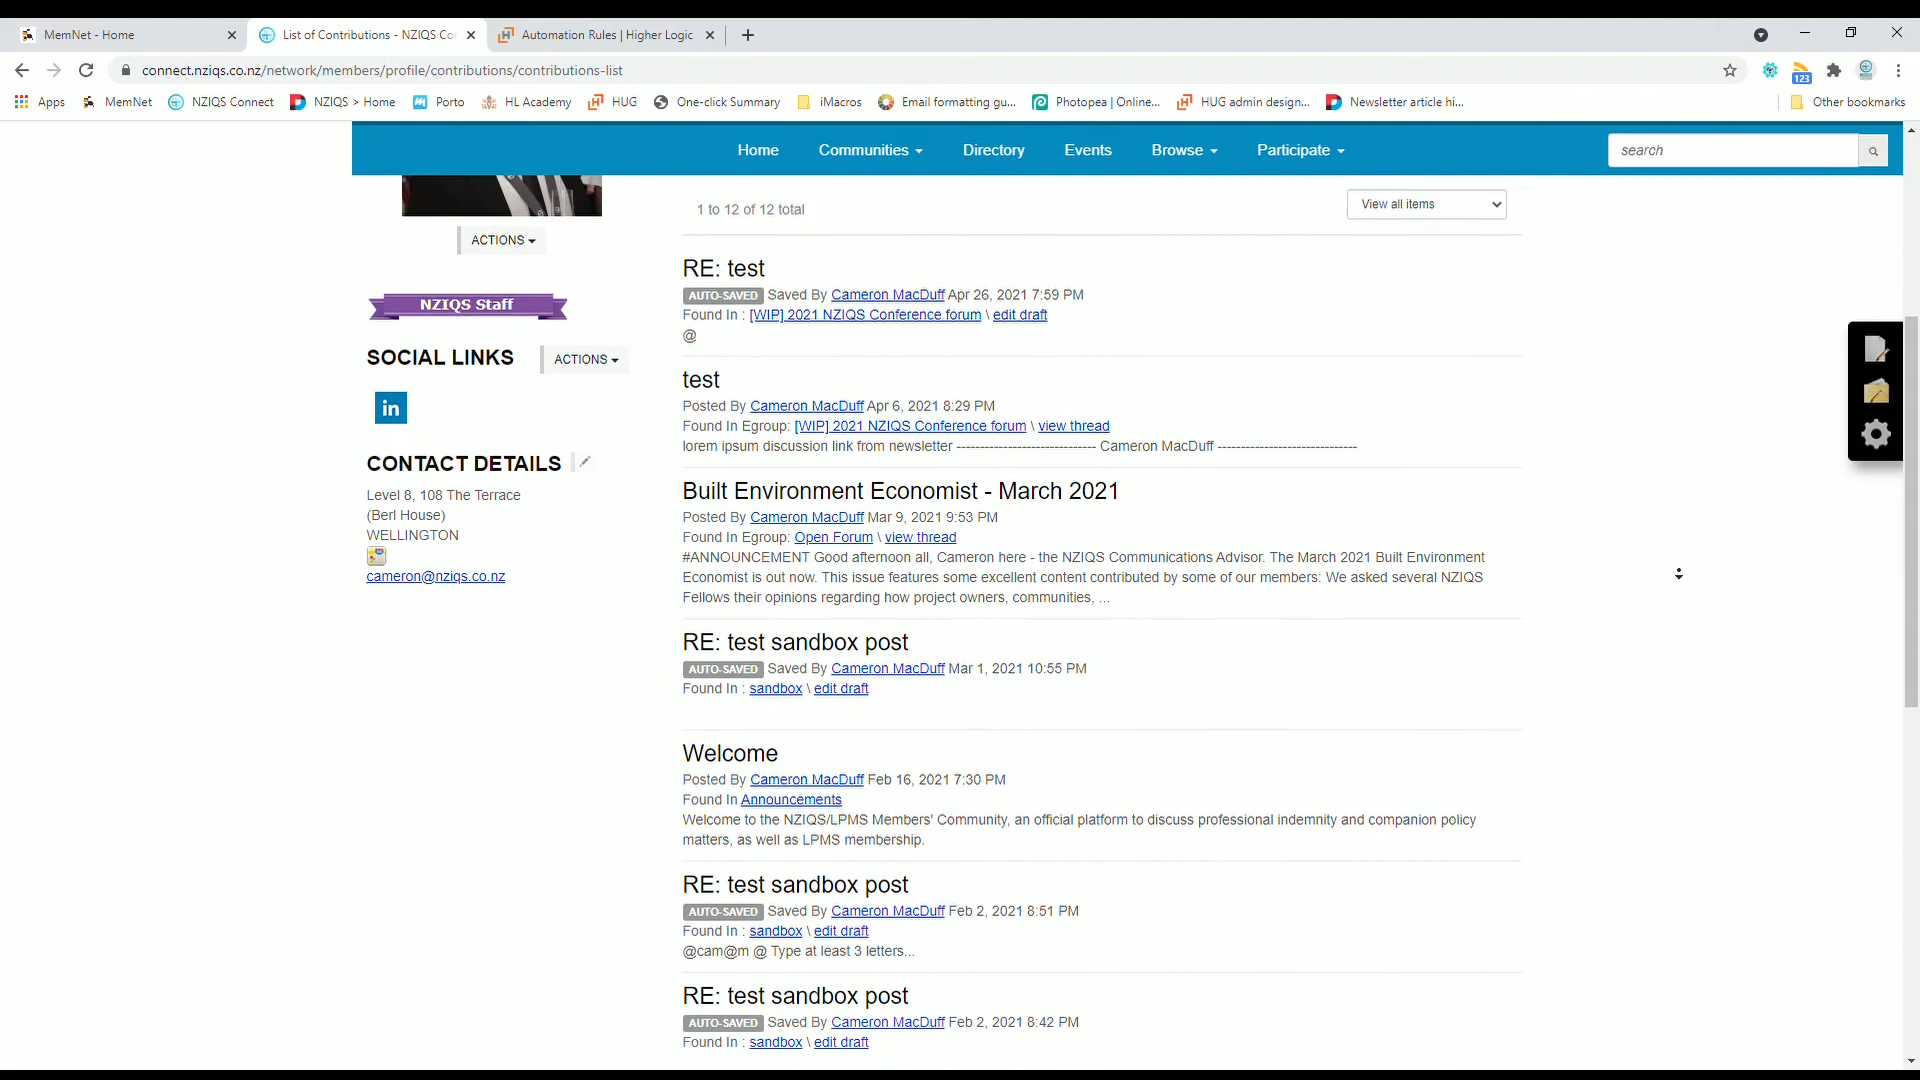 MemNet - Home
List of Contributions - NZIQS Co
Automation Rules | Higher Logic
connect.nziqs.co.nz/network/members/profile/contributions/contributions-list
123
Apps MemNet NZIQS Connect NZIQS > Home Porto HL Academy HUG One-click Summary iMacros Email formatting gu... Photopea | Online... HUG admin design... Newsletter article hi... Other bookmarks
Home Communities Directory Events Browse Participate search
1 to 12 of 12 total
View all items
ACTIONS
NZIQS Staff
SOCIAL LINKS ACTIONS
in
CONTACT DETAILS
Level 8, 108 The Terrace
(Berl House)
WELLINGTON
cameron@nziqs.co.nz
RE: test
AUTO-SAVED Saved By Cameron MacDuff Apr 26, 2021 7:59 PM
Found In : [WIP] 2021 NZIQS Conference forum \ edit draft
@
test
Posted By Cameron MacDuff Apr 6, 2021 8:29 PM
Found In Egroup: [WIP] 2021 NZIQS Conference forum \ view thread
lorem ipsum discussion link from newsletter ------------------------------ Cameron MacDuff ------------------------------
Built Environment Economist - March 2021
Posted By Cameron MacDuff Mar 9, 2021 9:53 PM
Found In Egroup: Open Forum \ view thread
#ANNOUNCEMENT Good afternoon all, Cameron here - the NZIQS Communications Advisor. The March 2021 Built Environment
Economist is out now. This issue features some excellent content contributed by some of our members: We asked several NZIQS
Fellows their opinions regarding how project owners, communities, ...
RE: test sandbox post
AUTO-SAVED Saved By Cameron MacDuff Mar 1, 2021 10:55 PM
Found In : sandbox \ edit draft
Welcome
Posted By Cameron MacDuff Feb 16, 2021 7:30 PM
Found In Announcements
Welcome to the NZIQS/LPMS Members' Community, an official platform to discuss professional indemnity and companion policy
matters, as well as LPMS membership.
RE: test sandbox post
AUTO-SAVED Saved By Cameron MacDuff Feb 2, 2021 8:51 PM
Found In : sandbox \ edit draft
@cam@m @ Type at least 3 letters...
RE: test sandbox post
AUTO-SAVED Saved By Cameron MacDuff Feb 2, 2021 8:42 PM
Found In : sandbox \ edit draft